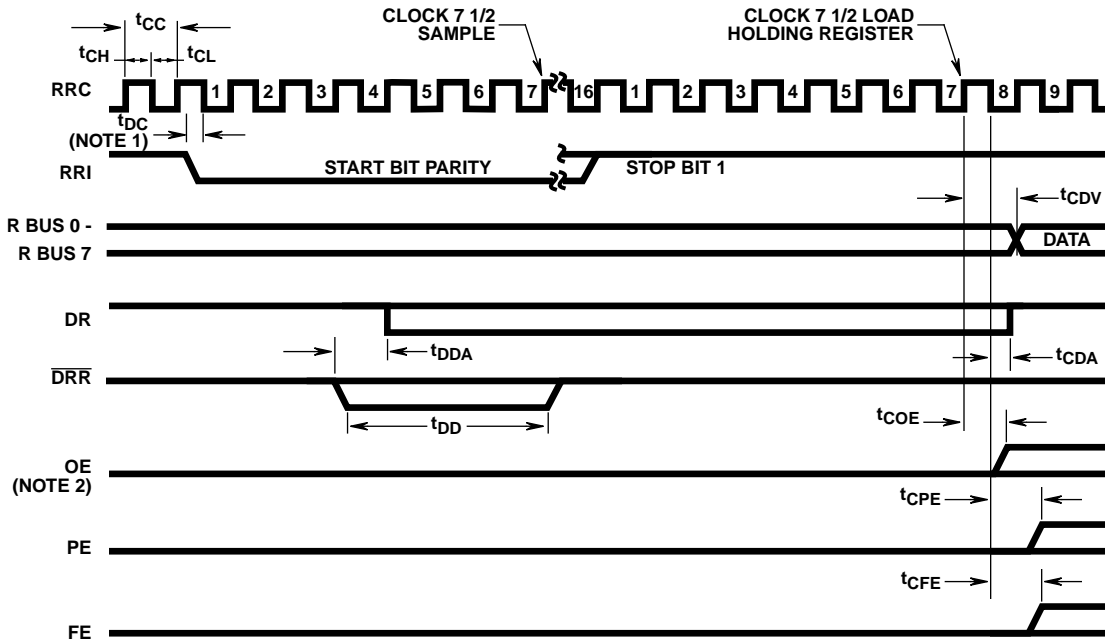 tCC
CLOCK 7 1/2
SAMPLE
CLOCK 7 1/2 LOAD
HOLDING REGISTER
tCH
tCL
RRC
1 2 3 4 5 6 7 16 1 2 3 4 5 6 7 8 9
tDC
(NOTE 1)
RRI
START BIT PARITY
STOP BIT 1
tCDV
R BUS 0 -
R BUS 7
DATA
DR
tDDA
tCDA
DRR
tDD
tCOE
OE
(NOTE 2)
tCPE
PE
tCFE
FE